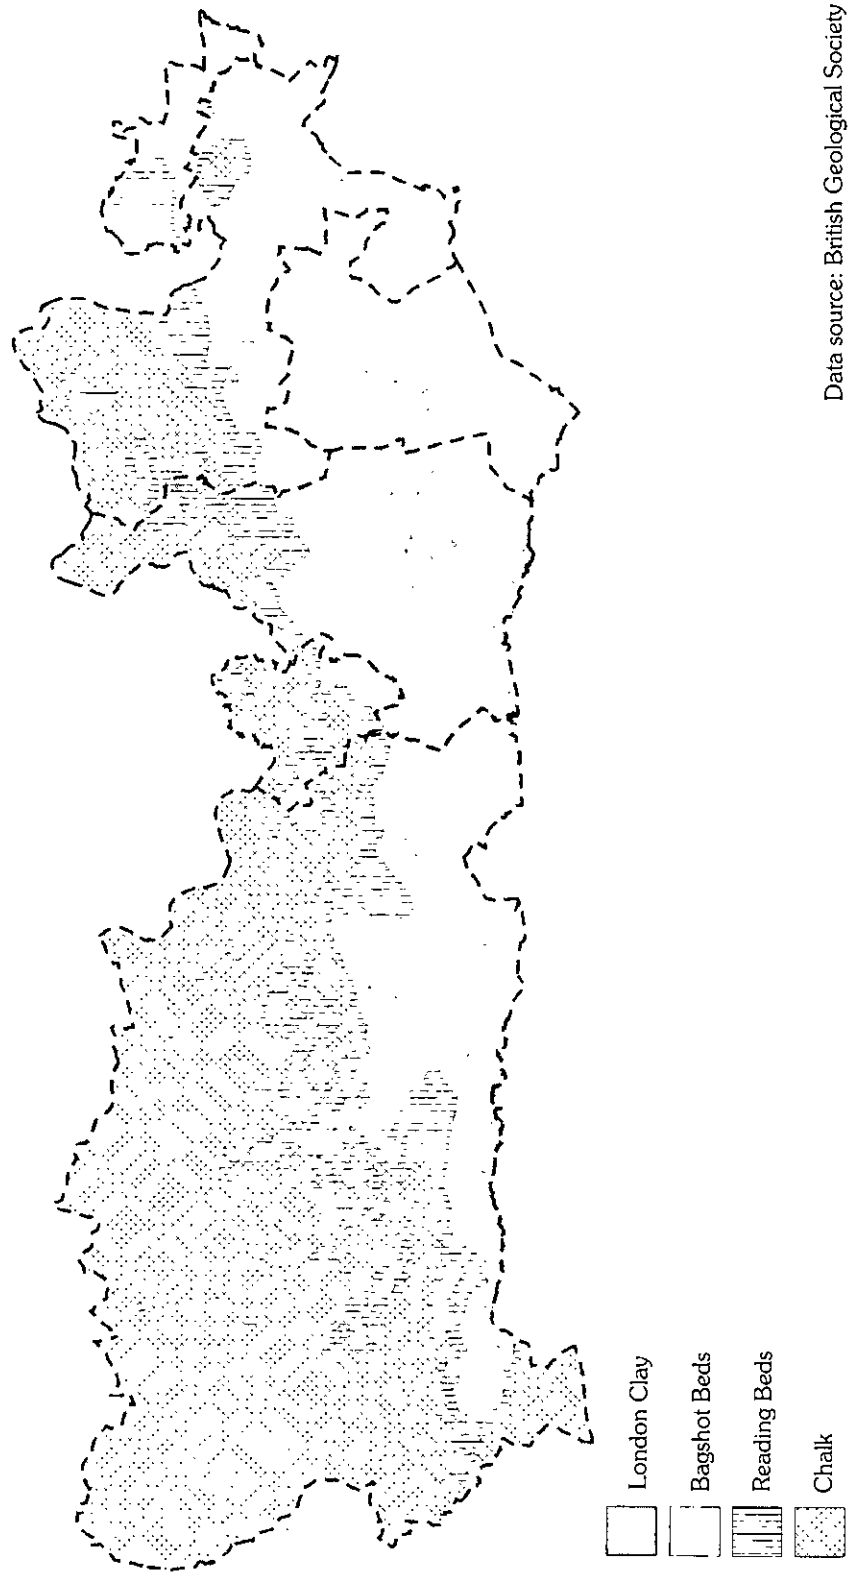 London Clay
Bagshot Beds
Reading Beds
Chalk
Data source: British Geological Society